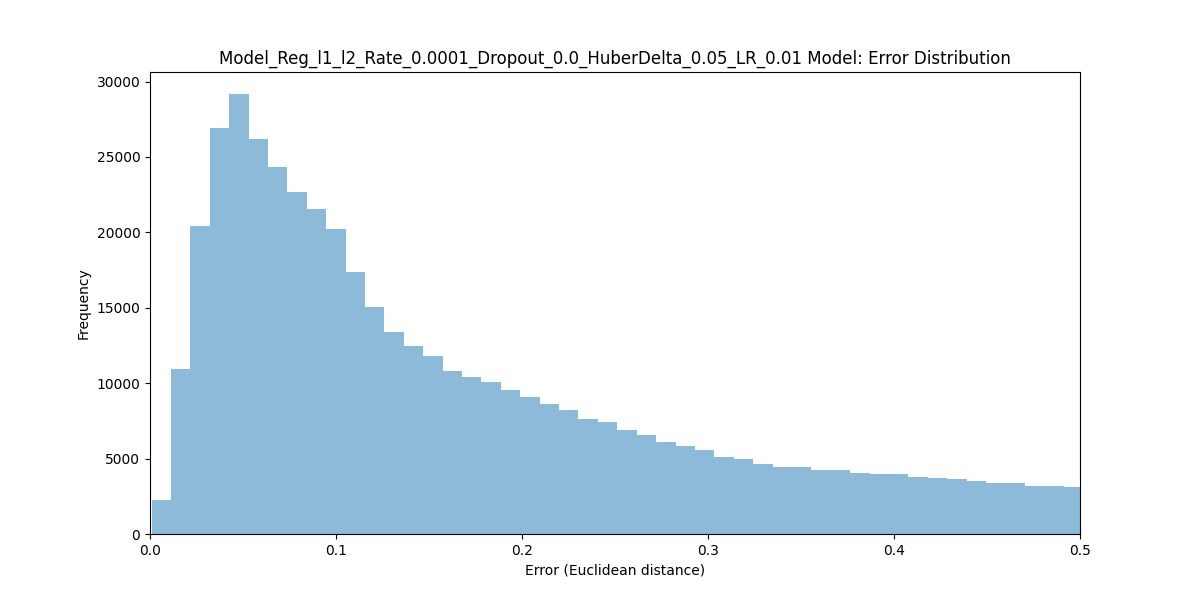 Model_Reg_l1_l2_Rate_0.0001_Dropout_0.0_HuberDelta_0.05_LR_0.01 Model: Error Distribution
30000
25000
20000
15000
10000
5000
0
Frequency
0.0 0.1 0.2 0.3 0.4 0.5
Error (Euclidean distance)